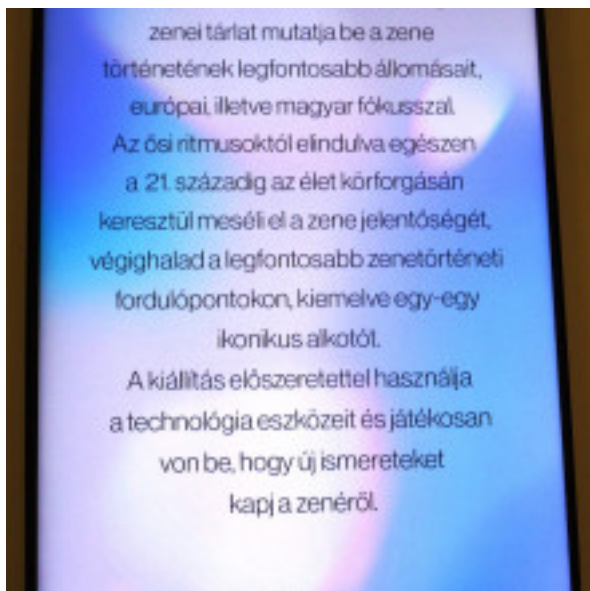 zenei tárlat mutatja be a zene
történetének legfontosabb állomásait,
európai, illetve magyar fókusszal.
Az ősi ritmusoktól elindulva egészen
a 21. századig az élet körforgásán
keresztül meséli el a zene jelentőségét,
végighalad a legfontosabb zenetörténeti
fordulópontokon, kiemelve egy-egy
ikonikus alkotót.
A kiállítás előszeretettel használja
a technológia eszközeit és játékosan
von be, hogy új ismereteket
kapj a zenéről.